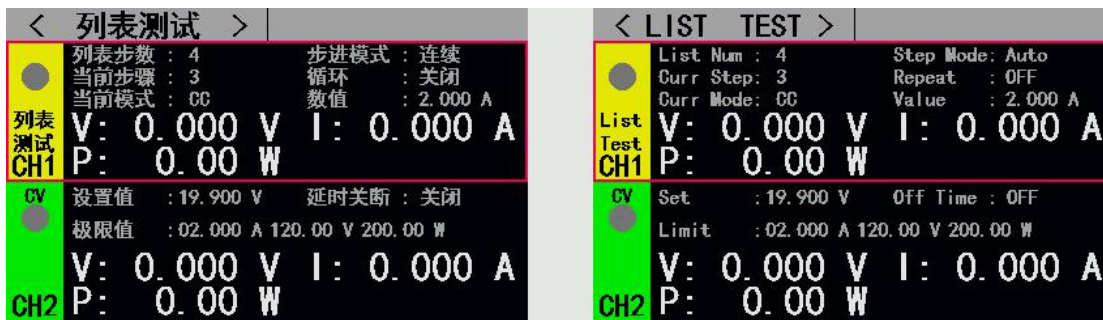 < 列表测试 >
列表步数 : 4 步进模式 : 连续
当前步骤 : 3 循环 : 关闭
当前模式 : CC 数值 : 2.000 A
列表
测试
CH1
V: 0.000 V I: 0.000 A
P: 0.00 W
CV
设置值 :19.900 V 延时关断 : 关闭
极限值 :02.000 A 120.00 V 200.00 W
V: 0.000 V I: 0.000 A
CH2
P: 0.00 W
< LIST TEST >
List Num : 4 Step Mode: Auto
Curr Step: 3 Repeat : OFF
Curr Mode: CC Value : 2.000 A
List
Test
CH1
V: 0.000 V I: 0.000 A
P: 0.00 W
CV
Set :19.900 V Off Time : OFF
Limit :02.000 A 120.00 V 200.00 W
V: 0.000 V I: 0.000 A
CH2
P: 0.00 W